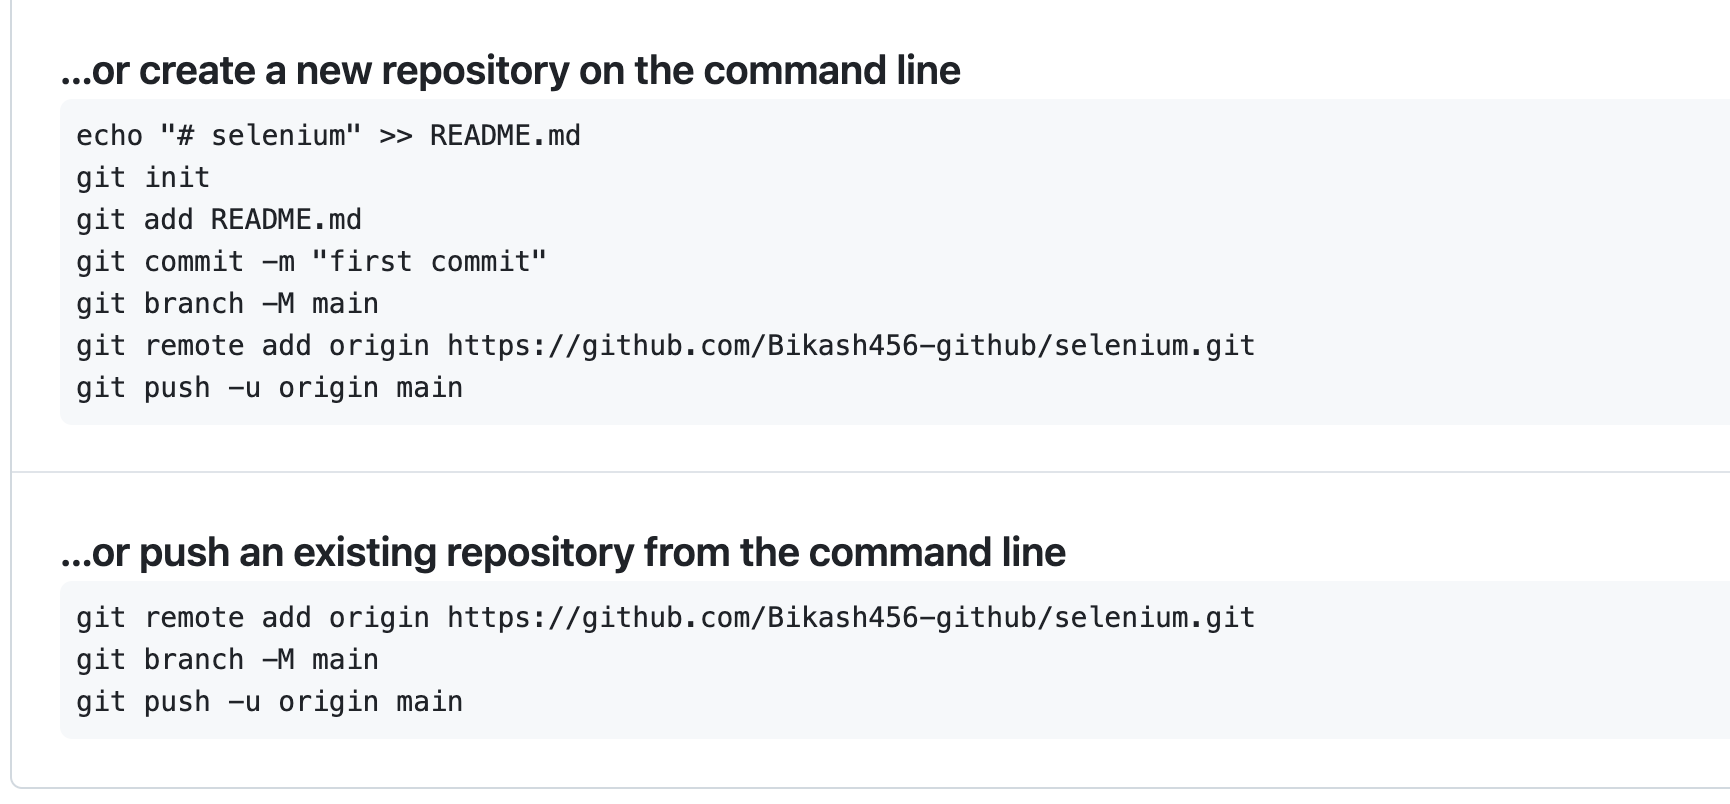 ...or create a new repository on the command line
echo "# selenium" >> README.md
git init
git add README.md
git commit -m "first commit"
git branch -M main
git remote add origin https://github.com/Bikash456-github/selenium.git
git push -u origin main
...or push an existing repository from the command line
git remote add origin https://github.com/Bikash456-github/selenium.git
git branch -M main
git push -u origin main